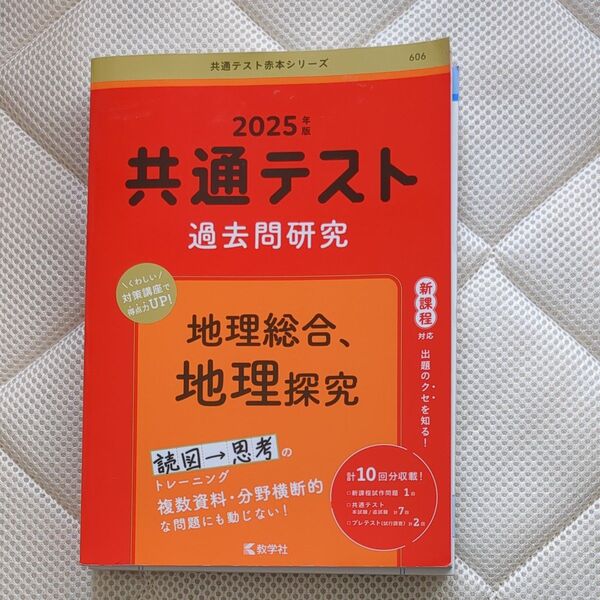 共通テスト赤本シリーズ
606
2025年版
共通テスト
過去問研究
くわしい
対策講座で
得点力UP!
新課程
対応
出題のクセを知る!
地理総合、
地理探究
読図→思考の
トレーニング
複数資料・分野横断的
な問題にも動じない!
計10回分収載!
新課程試作問題 1回
共通テスト
本試験/追試験 計7回
プレテスト(試行調査) 計2回
教学社